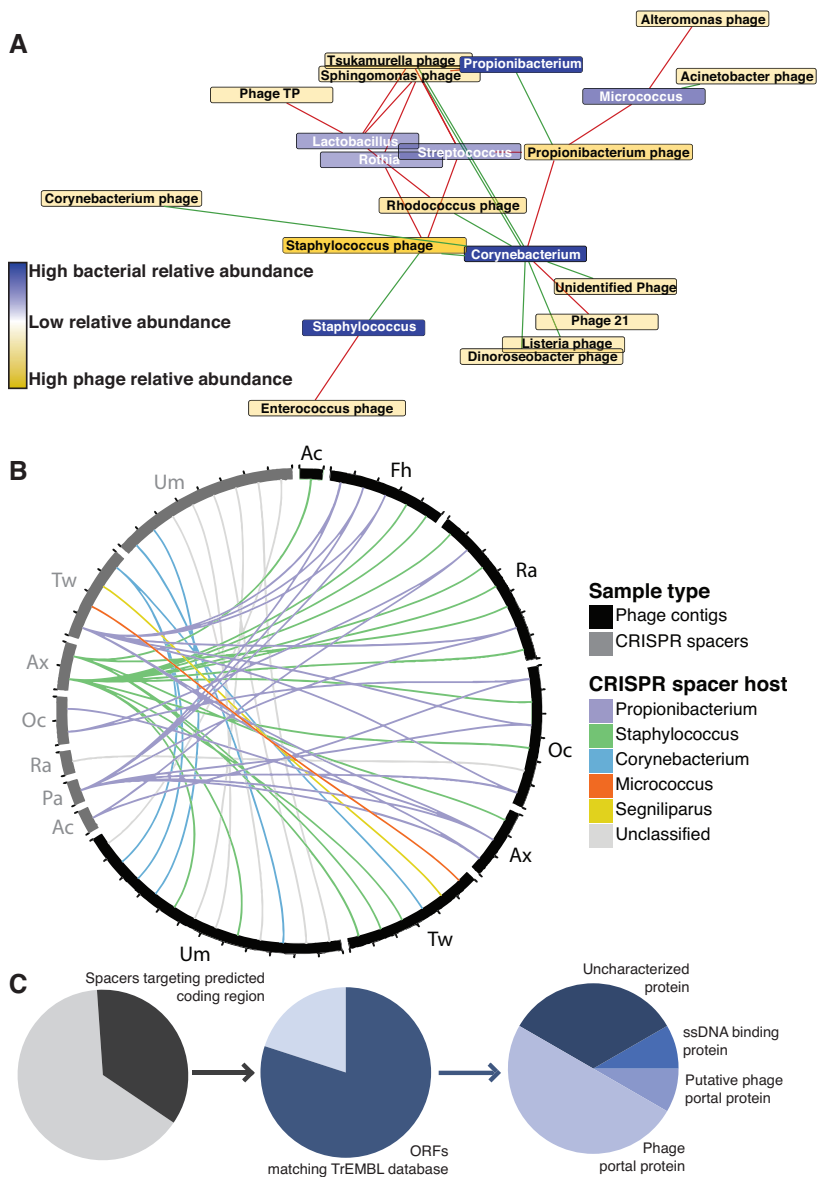 A
Alteromonas phage
Tsukamurella phage
Propionibacterium
Sphingomonas phage
Acinetobacter phage
Phage TP
Micrococcus
Lactobacillus
Rothia
Streptococcus
Propionibacterium phage
Corynebacterium phage
Rhodococcus phage
Staphylococcus phage
Corynebacterium
High bacterial relative abundance
Unidentified Phage
Low relative abundance
Phage 21
Staphylococcus
Listeria phage
Dinoroseobacter phage
High phage relative abundance
Enterococcus phage
B
Ac
Fh
Ra
Oc
Ax
Tw
Um
Ac
Pa
Ra
Oc
Ax
Tw
Um
Sample type
Phage contigs
CRISPR spacers
CRISPR spacer host
Propionibacterium
Staphylococcus
Corynebacterium
Micrococcus
Segniliparus
Unclassified
C
Spacers targeting predicted
coding region
ORFs
matching TrEMBL database
Uncharacterized
protein
ssDNA binding
protein
Putative phage
portal protein
Phage
portal protein